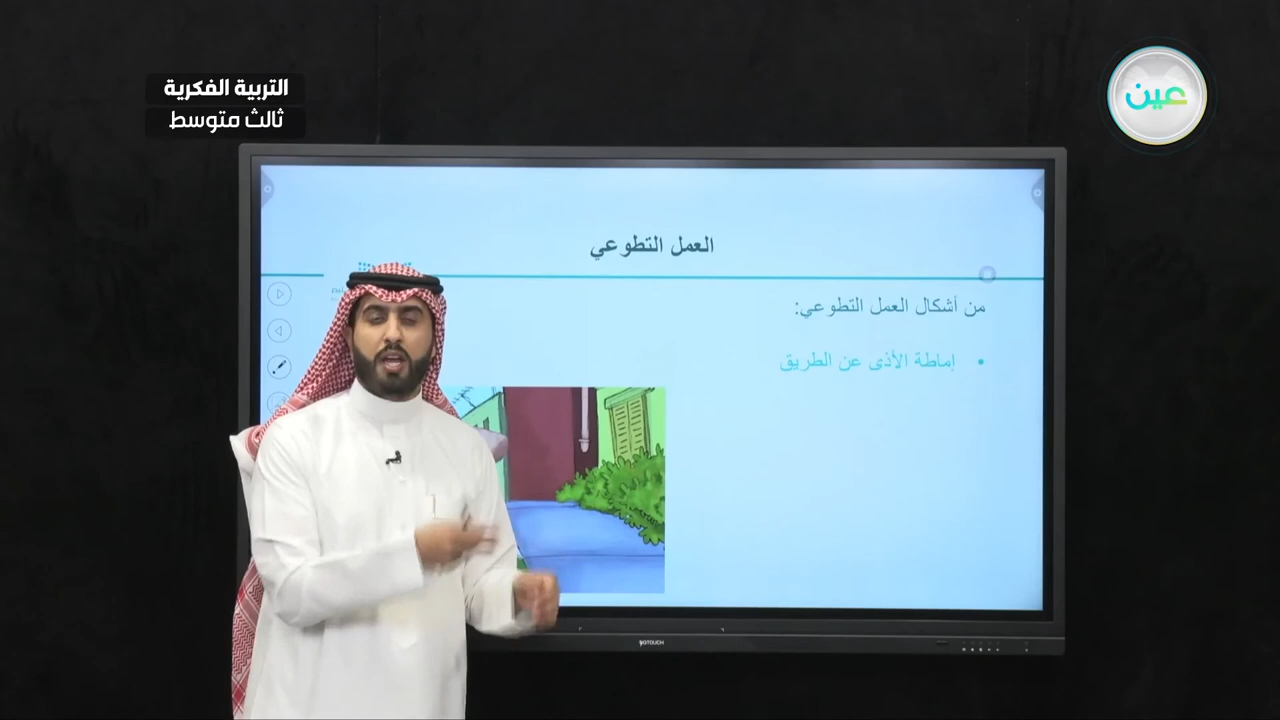 التربية الفكرية
ثالث متوسط
عين
العمل التطوعي
من أشكال العمل التطوعي:
• إماطة الأذى عن الطريق